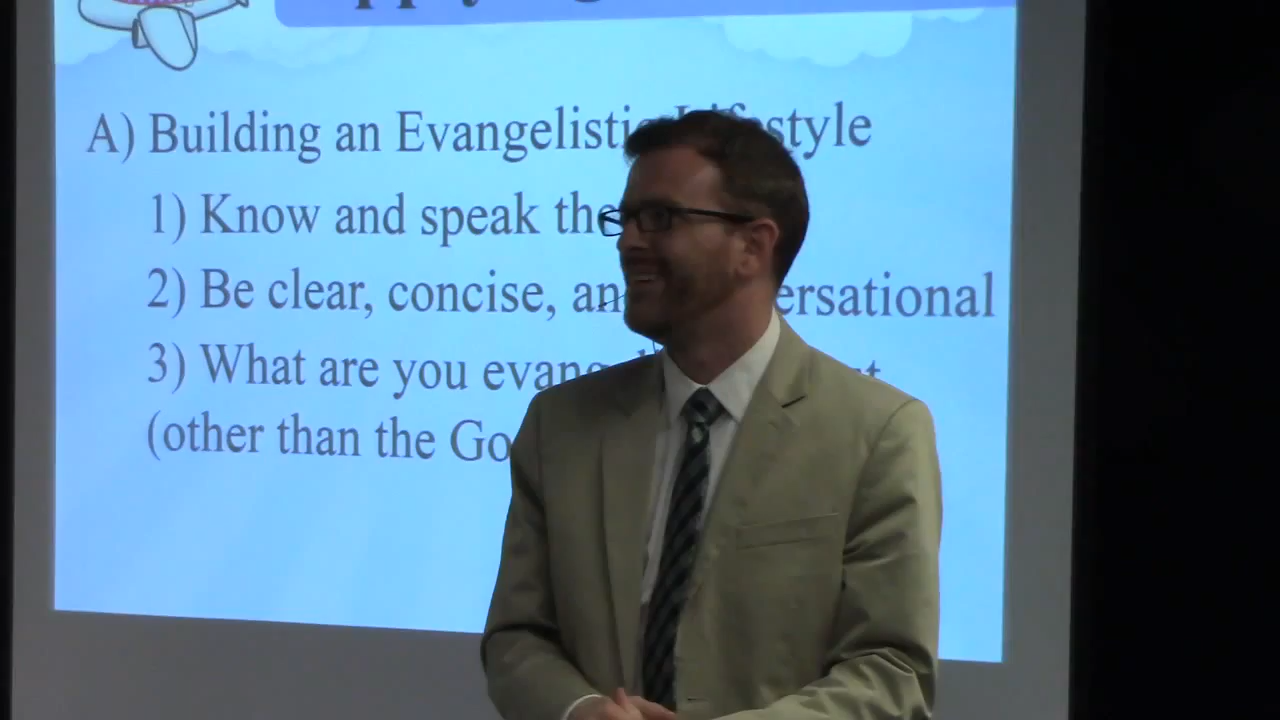 A) Building an Evangelistic Lifestyle
1) Know and speak the
2) Be clear, concise, an ersational
3) What are you evang
(other than the Go